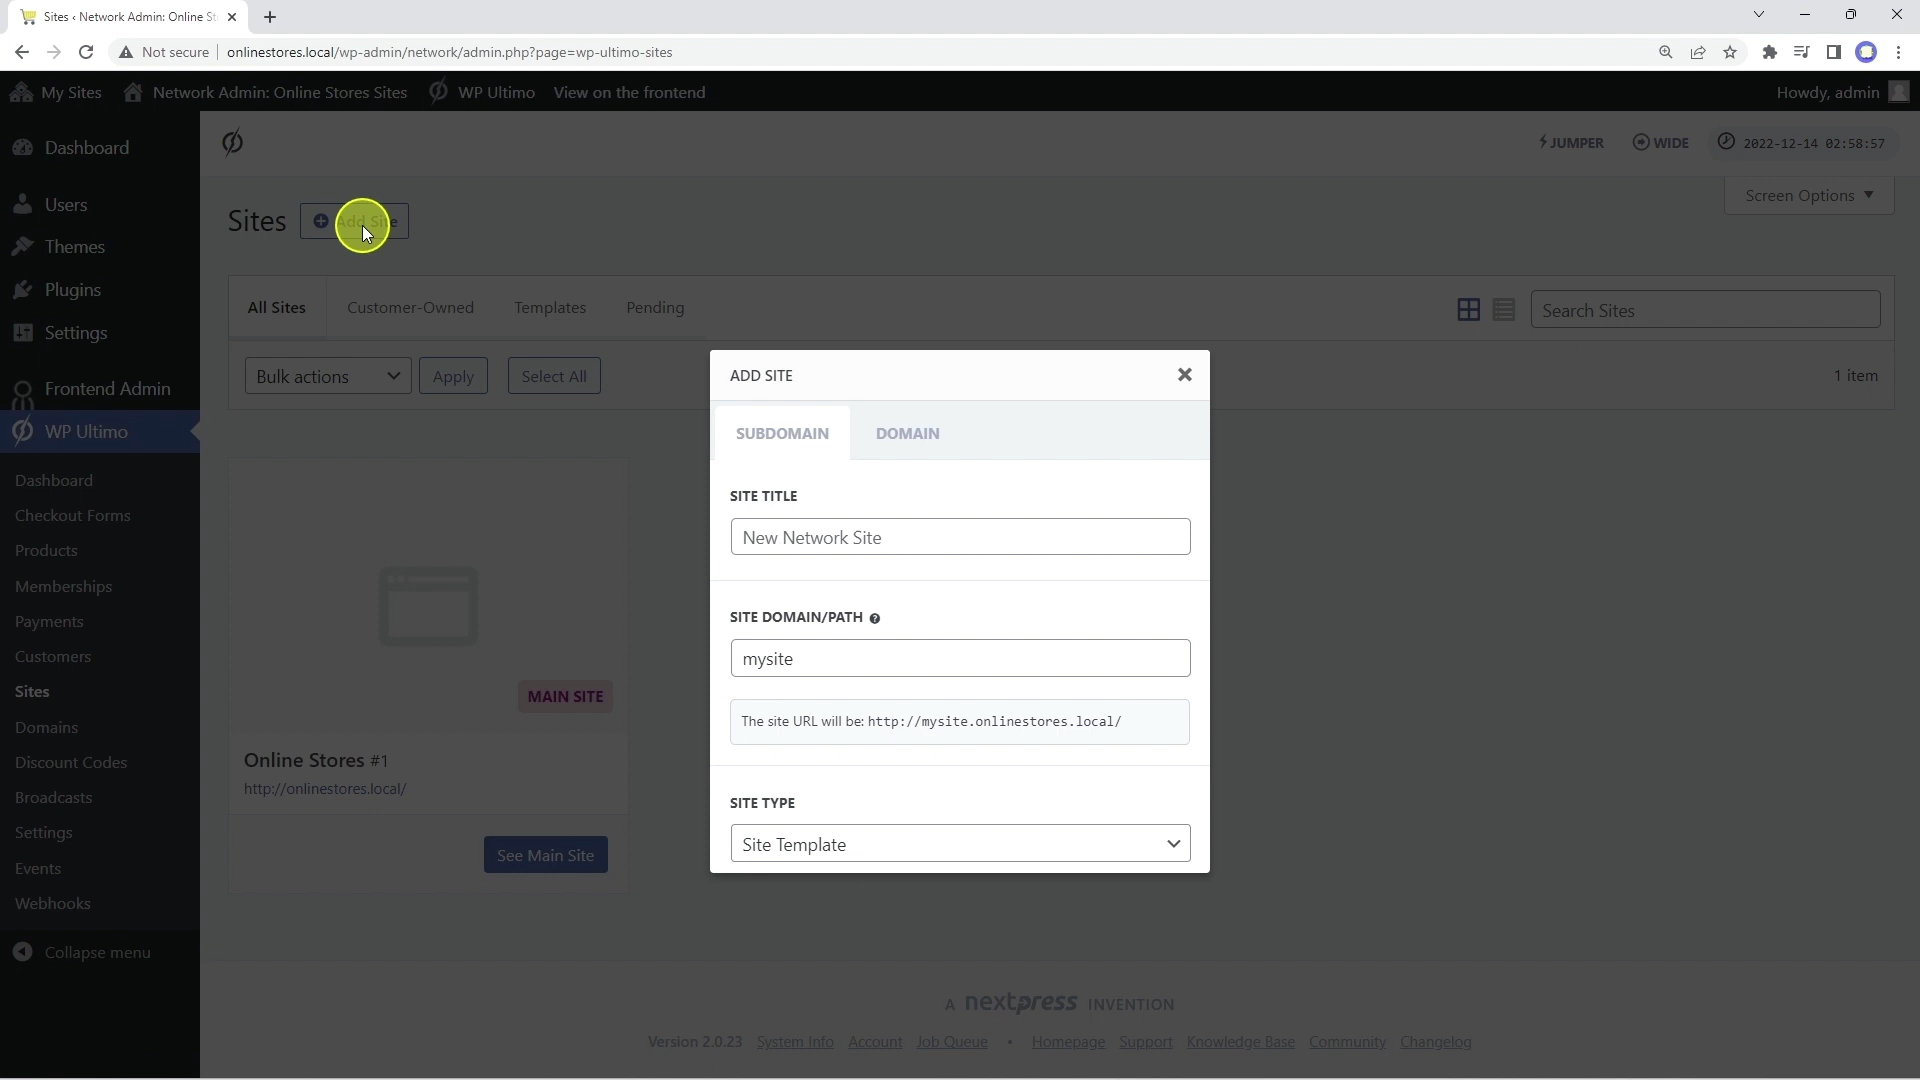 Sites ‹ Network Admin: Online St
Not secure
onlinestores.local/wp-admin/network/admin.php?page=wp-ultimo-sites
My Sites
Network Admin: Online Stores Sites
WP Ultimo
View on the frontend
Howdy, admin
Dashboard
JUMPER
WIDE
2022-12-14 02:58:57
Users
Themes
Plugins
Settings
Frontend Admin
WP Ultimo
Dashboard
Checkout Forms
Products
Memberships
Payments
Customers
Sites
Domains
Discount Codes
Broadcasts
Settings
Events
Webhooks
Collapse menu
Screen Options
Sites
Add Site
All Sites
Customer-Owned
Templates
Pending
Search Sites
Bulk actions
Apply
Select All
1 item
MAIN SITE
Online Stores #1
http://onlinestores.local/
See Main Site
ADD SITE
SUBDOMAIN
DOMAIN
SITE TITLE
New Network Site
SITE DOMAIN/PATH
mysite
The site URL will be: http://mysite.onlinestores.local/
SITE TYPE
Site Template
A nextpress INVENTION
Version 2.0.23 System Info Account Job Queue • Homepage Support Knowledge Base Community Changelog